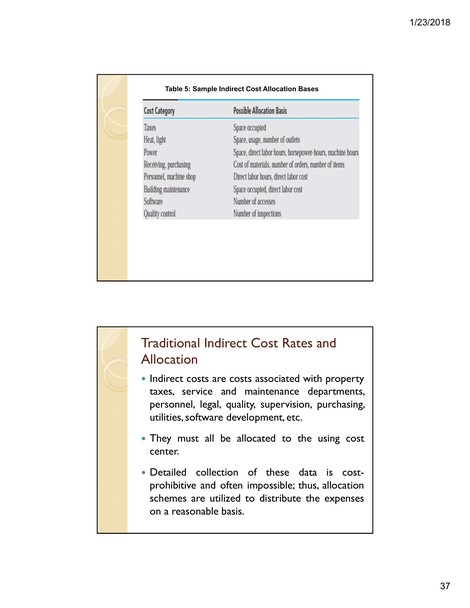 1/23/2018
Table 5: Sample Indirect Cost Allocation Bases
Cost Category Possible Allocation Basis
Taxes Space occupied
Heat, light Space, usage, number of outlets
Power Space, direct labor hours, horsepower-hours, machine hours
Receiving, purchasing Cost of materials, number of orders, number of items
Personnel, machine shop Direct labor hours, direct labor cost
Building maintenance Space occupied, direct labor cost
Software Number of accesses
Quality control Number of inspections
Traditional Indirect Cost Rates and
Allocation
• Indirect costs are costs associated with property
taxes, service and maintenance departments,
personnel, legal, quality, supervision, purchasing,
utilities, software development, etc.
• They must all be allocated to the using cost
center.
• Detailed collection of these data is cost-
prohibitive and often impossible; thus, allocation
schemes are utilized to distribute the expenses
on a reasonable basis.
37